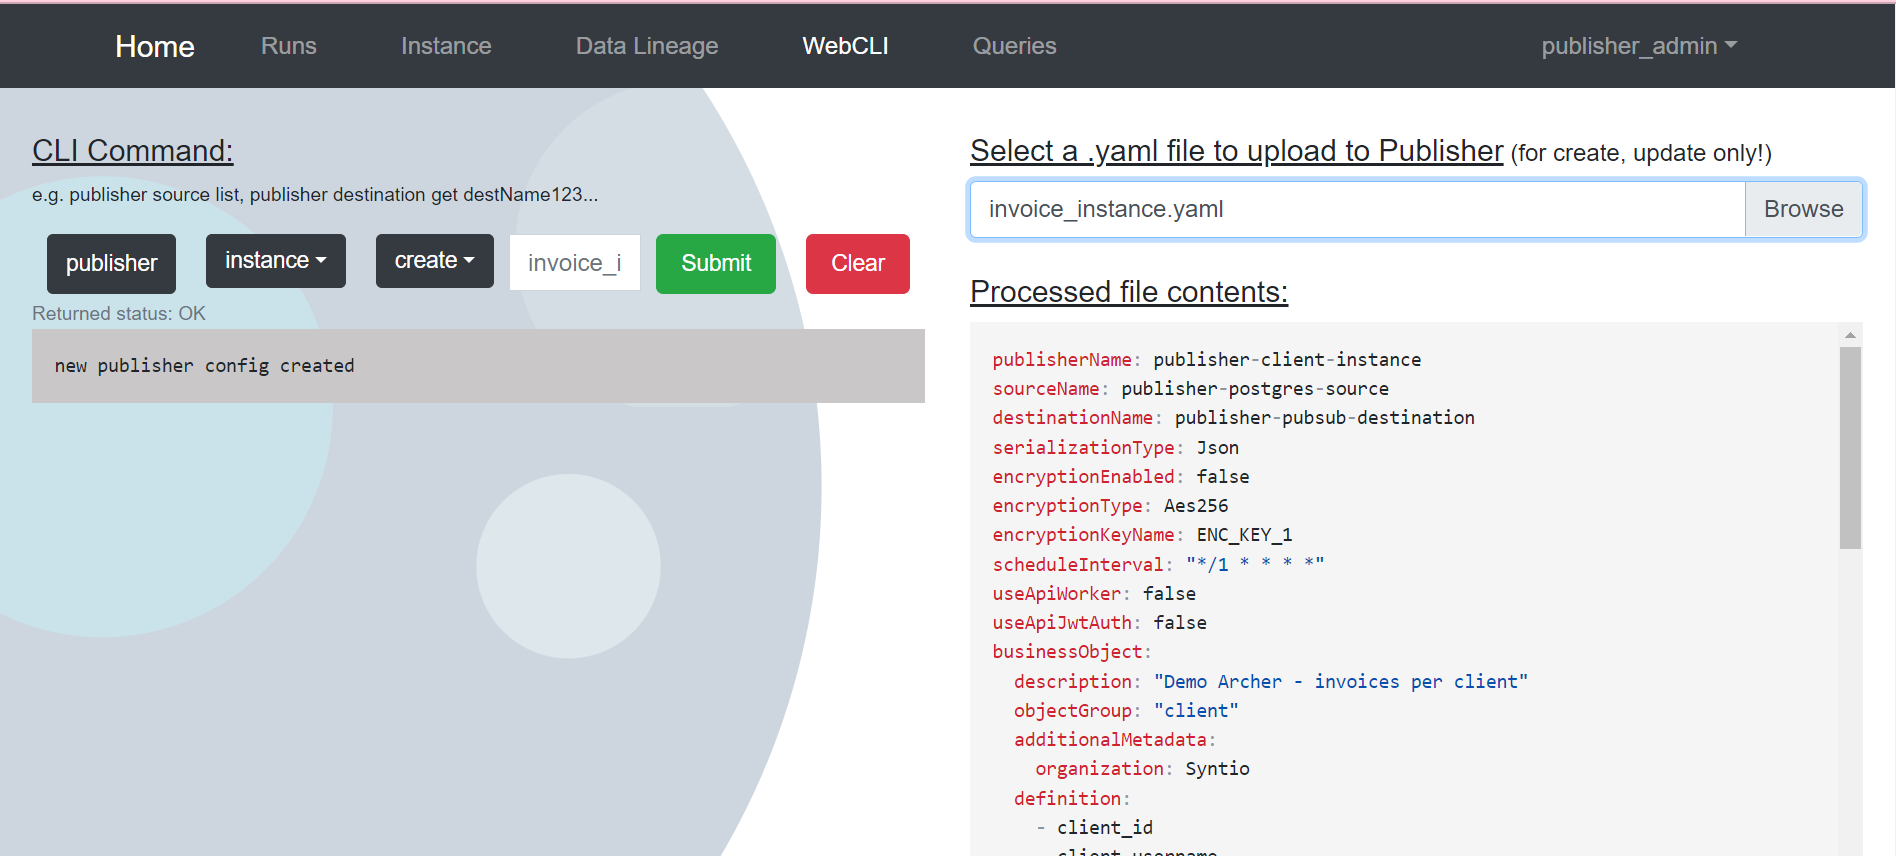 Home Runs Instance Data Lineage WebCLI Queries publisher_admin
CLI Command:
e.g. publisher source list, publisher destination get destName123...
publisher instance create invoice_i Submit Clear
Returned status: OK
new publisher config created
Select a .yaml file to upload to Publisher (for create, update only!)
invoice_instance.yaml Browse
Processed file contents:
publisherName: publisher-client-instance
sourceName: publisher-postgres-source
destinationName: publisher-pubsub-destination
serializationType: Json
encryptionEnabled: false
encryptionType: Aes256
encryptionKeyName: ENC_KEY_1
scheduleInterval: "*/1 * * * *"
useApiWorker: false
useApiJwtAuth: false
businessObject:
description: "Demo Archer - invoices per client"
objectGroup: "client"
additionalMetadata:
organization: Syntio
definition:
- client_id
client_username